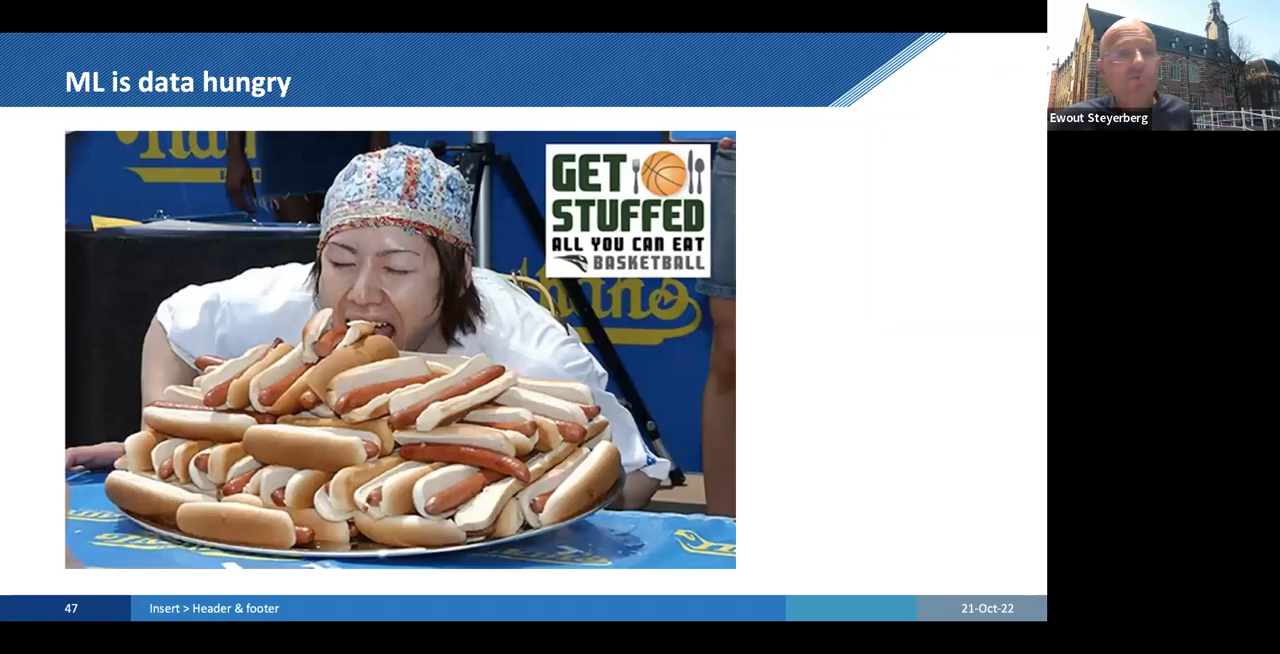 ML is data hungry
GET
STUFFED
ALL YOU CAN EAT
BASKETBALL
47
Insert > Header & footer
21-Oct-22
Ewout Steyerberg